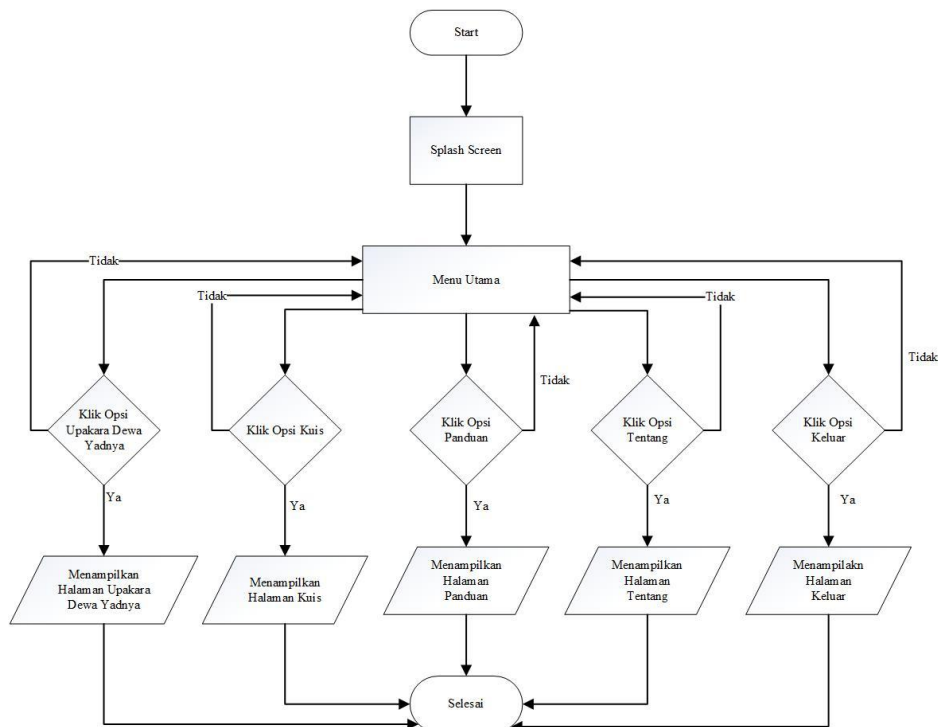 Start
Splash Screen
Tidak
Menu Utama
Tidak
Tidak
Tidak
Tidak
Klik Opsi
Upakara Dewa
Yadnya
Klik Opsi Kuis
Klik Opsi
Panduan
Klik Opsi
Tentang
Klik Opsi
Keluar
Ya
Ya
Ya
Ya
Ya
Menampilkan
Halaman Upakara
Dewa Yadnya
Menampilkan
Halaman Kuis
Menampilkan
Halaman
Panduan
Menampilkan
Halaman
Tentang
Menampilakn
Halaman
Keluar
Selesai